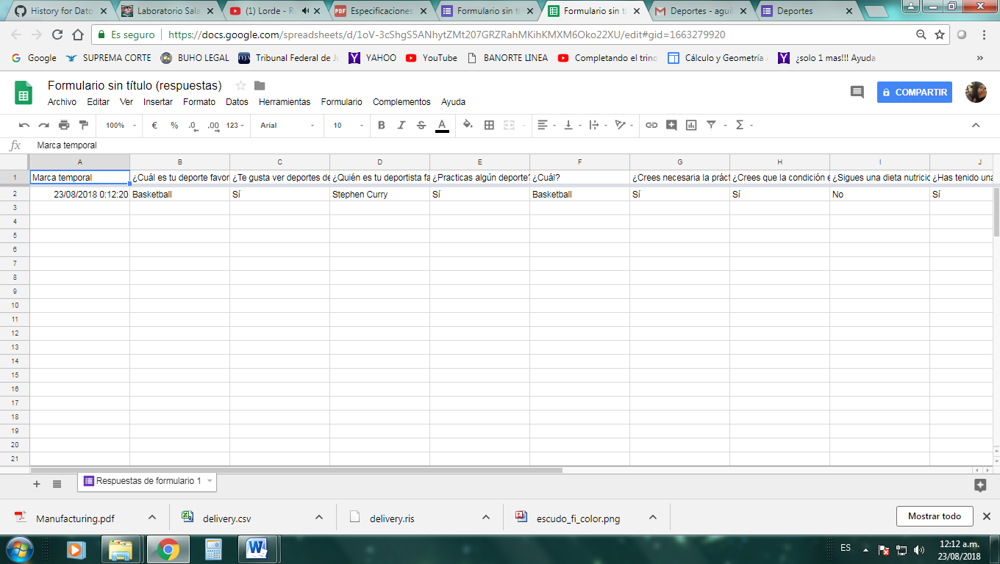 History for Dato
Laboratorio Sala
(1) Lorde - R
Especificaciones
Formulario sin tí
Formulario sin tí
Deportes - agui
Deportes
Es seguro https://docs.google.com/spreadsheets/d/1oV-3cShgS5ANhytZMt207GRZRahMKihKMXM6Oko22XU/edit#gid=1663279920
Google SUPREMA CORTE BUHO LEGAL Tribunal Federal de Ju YAHOO YouTube BANORTE LINEA Completando el trino Cálculo y Geometría A ¿solo 1 mas!!! Ayuda »
Formulario sin título (respuestas)
Archivo Editar Ver Insertar Formato Datos Herramientas Formulario Complementos Ayuda
COMPARTIR
100% € % .0 .00 123 Arial 10 B I S A Σ
fx Marca temporal
A B C D E F G H I J
1 Marca temporal ¿Cuál es tu deporte favor ¿Te gusta ver deportes de ¿Quién es tu deportista fa ¿Practicas algún deporte? ¿Cuál? ¿Crees necesaria la práct ¿Crees que la condición e ¿Sigues una dieta nutricio ¿Has tenido una
2 23/08/2018 0:12:20 Basketball Sí Stephen Curry Sí Basketball Sí Sí No Sí
3
4
5
6
7
8
9
10
11
12
13
14
15
16
17
18
19
20
21
+ Respuestas de formulario 1
Manufacturing.pdf delivery.csv delivery.ris escudo_fi_color.png Mostrar todo
ES 12:12 a.m.
23/08/2018